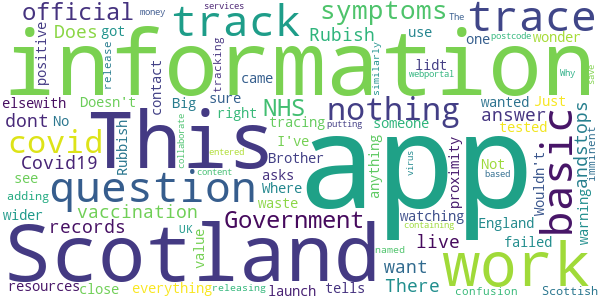 official track symptoms trace
positive Does Rubish use one wonder
money services The postcode
release got contact tracking came similarly lidt
information
elsewith dont No Big sure NHS nothing Just wanted answer
Rubbish Doesn't right tracing Someone tested
This app basic andstops
covid I've anything proximity Not Wouldn't imminent
Covid19 Brother collaborate asks Where watching
see question entered content virus based England warning
adding vaccination waste live failed
wider records Government work
Scotland UK value want There
resources close everything launch tells named containing confusion Scottish
releasing putting Why webportal save